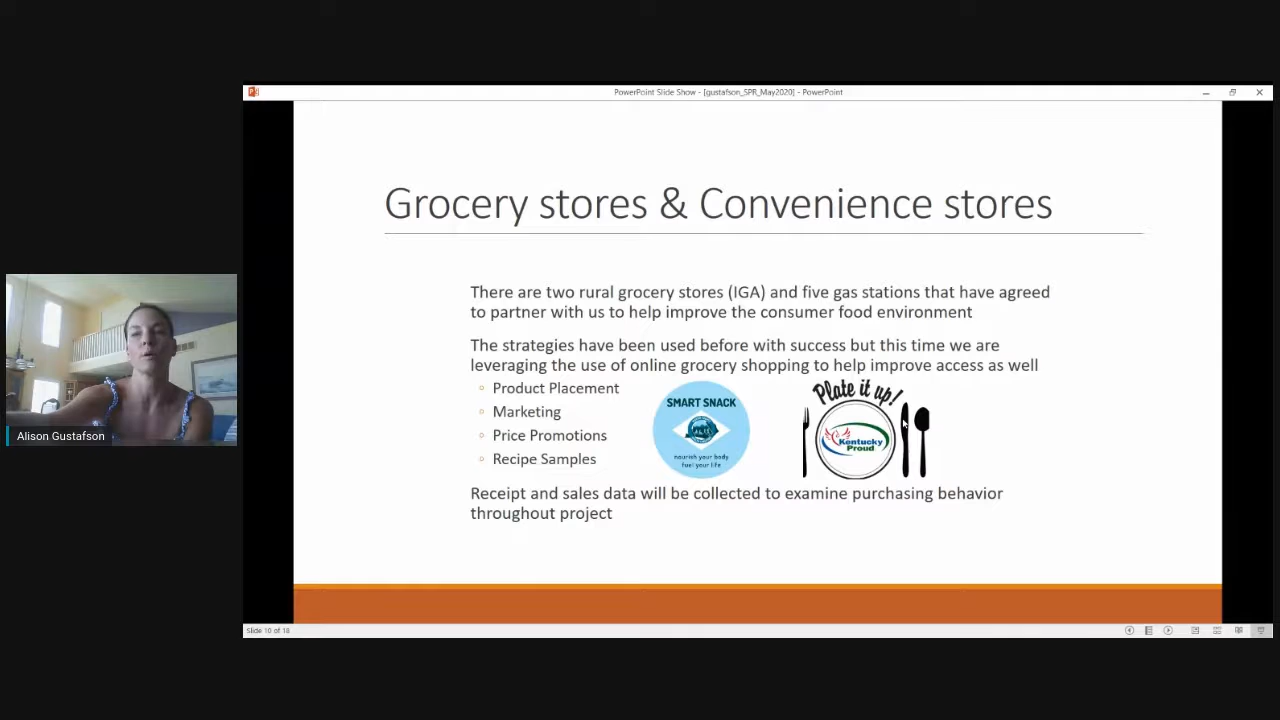 PowerPoint Slide Show - [gustafson_SPR_May2020] - PowerPoint
Grocery stores & Convenience stores
There are two rural grocery stores (IGA) and five gas stations that have agreed
to partner with us to help improve the consumer food environment
The strategies have been used before with success but this time we are
leveraging the use of online grocery shopping to help improve access as well
Product Placement
Marketing
Price Promotions
Recipe Samples
SMART SNACK
nourish your body
fuel your life
Plate it up!
Kentucky
Proud
Receipt and sales data will be collected to examine purchasing behavior
throughout project
Alison Gustafson
Slide 10 of 18